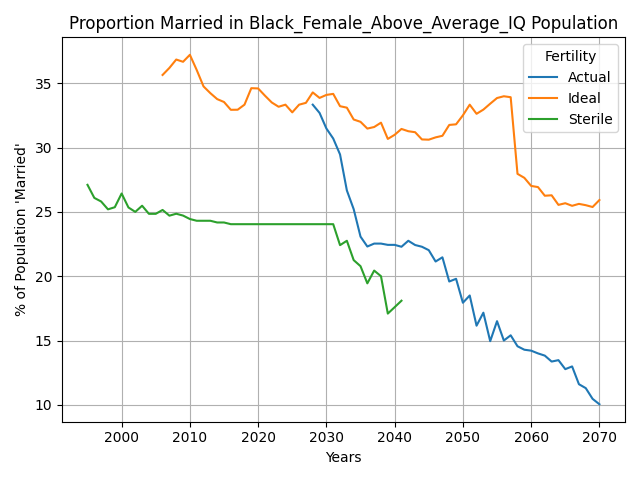 Proportion Married in Black_Female_Above_Average_IQ Population
Fertility
Actual
Ideal
Sterile
% of Population 'Married'
35
30
25
20
15
10
2000 2010 2020 2030 2040 2050 2060 2070
Years